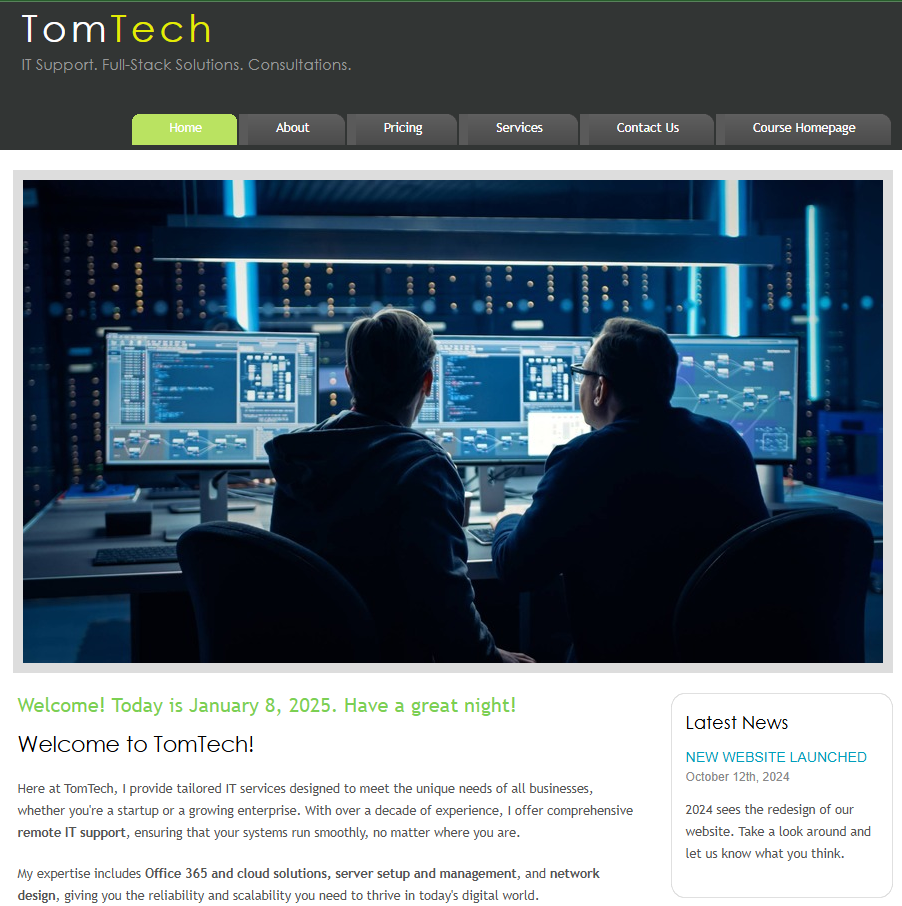 TomTech
IT Support. Full-Stack Solutions. Consultations.
Home About Pricing Services Contact Us Course Homepage
Welcome! Today is January 8, 2025. Have a great night!
Welcome to TomTech!
Here at TomTech, I provide tailored IT services designed to meet the unique needs of all businesses,
whether you're a startup or a growing enterprise. With over a decade of experience, I offer comprehensive
remote IT support, ensuring that your systems run smoothly, no matter where you are.
My expertise includes Office 365 and cloud solutions, server setup and management, and network
design, giving you the reliability and scalability you need to thrive in today's digital world.
Latest News
NEW WEBSITE LAUNCHED
October 12th, 2024
2024 sees the redesign of our
website. Take a look around and
let us know what you think.